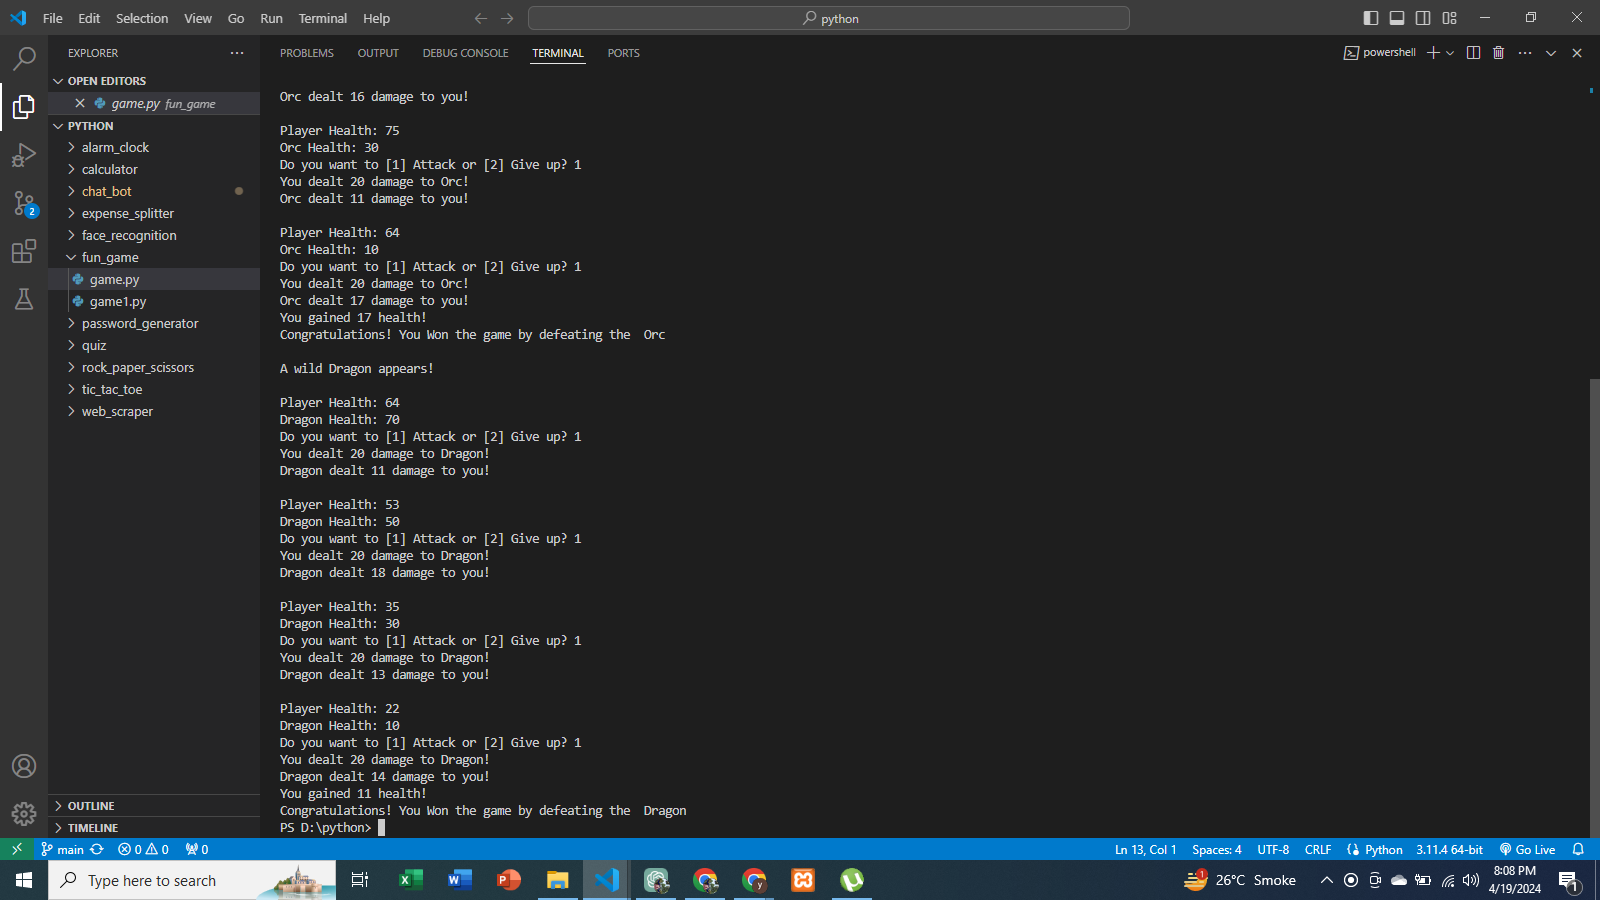 File Edit Selection View Go Run Terminal Help
python
EXPLORER
OPEN EDITORS
game.py fun_game
PYTHON
alarm_clock
calculator
chat_bot
expense_splitter
face_recognition
fun_game
game.py
game1.py
password_generator
quiz
rock_paper_scissors
tic_tac_toe
web_scraper
OUTLINE
TIMELINE
2
PROBLEMS OUTPUT DEBUG CONSOLE TERMINAL PORTS
powershell
Orc dealt 16 damage to you!
Player Health: 75
Orc Health: 30
Do you want to [1] Attack or [2] Give up? 1
You dealt 20 damage to Orc!
Orc dealt 11 damage to you!
Player Health: 64
Orc Health: 10
Do you want to [1] Attack or [2] Give up? 1
You dealt 20 damage to Orc!
Orc dealt 17 damage to you!
You gained 17 health!
Congratulations! You Won the game by defeating the  Orc
A wild Dragon appears!
Player Health: 64
Dragon Health: 70
Do you want to [1] Attack or [2] Give up? 1
You dealt 20 damage to Dragon!
Dragon dealt 11 damage to you!
Player Health: 53
Dragon Health: 50
Do you want to [1] Attack or [2] Give up? 1
You dealt 20 damage to Dragon!
Dragon dealt 18 damage to you!
Player Health: 35
Dragon Health: 30
Do you want to [1] Attack or [2] Give up? 1
You dealt 20 damage to Dragon!
Dragon dealt 13 damage to you!
Player Health: 22
Dragon Health: 10
Do you want to [1] Attack or [2] Give up? 1
You dealt 20 damage to Dragon!
Dragon dealt 14 damage to you!
You gained 11 health!
Congratulations! You Won the game by defeating the  Dragon
PS D:\python>
main 0 0 0 Ln 13, Col 1 Spaces: 4 UTF-8 CRLF Python 3.11.4 64-bit Go Live
Type here to search
1 26°C Smoke
8:08 PM
4/19/2024
1